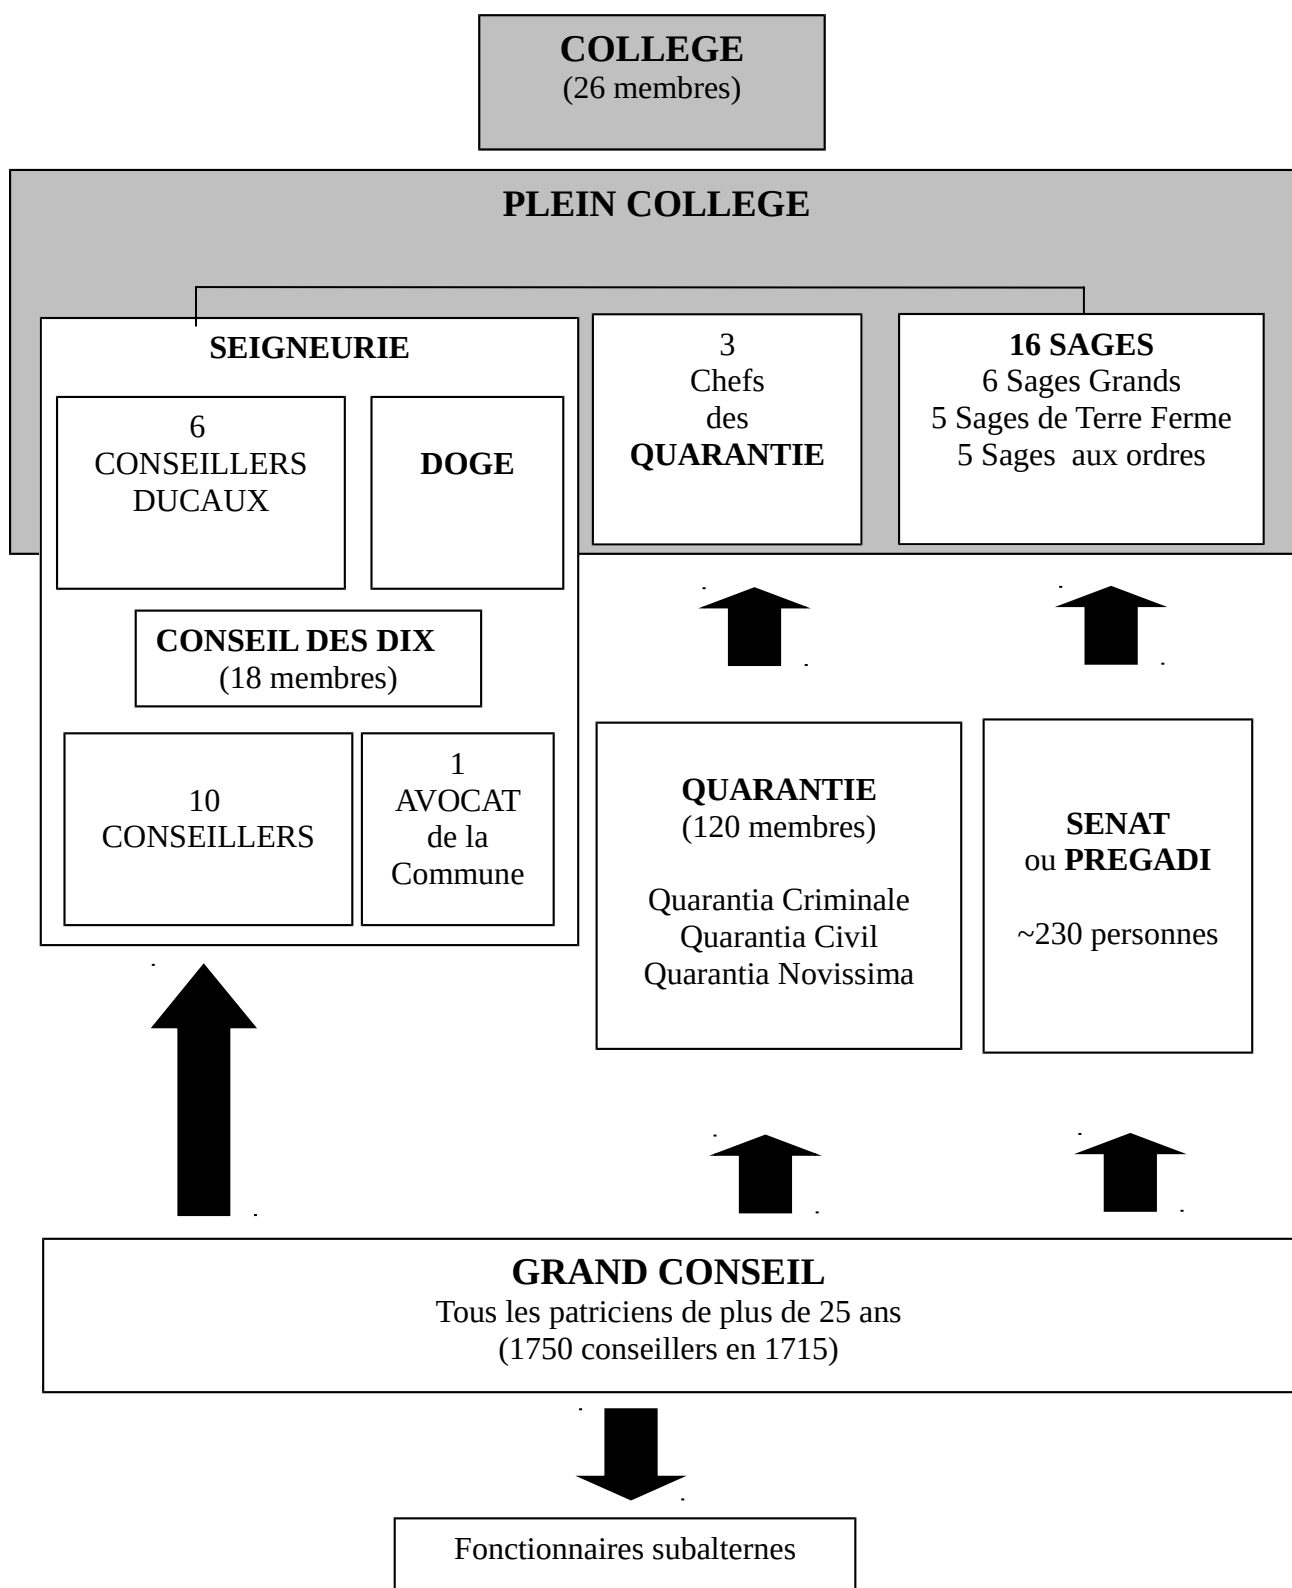 COLLEGE
(26 membres)
PLEIN COLLEGE
SEIGNEURIE
6
CONSEILLERS
DUCAUX
DOGE
3
Chefs
des
QUARANTIE
16 SAGES
6 Sages Grands
5 Sages de Terre Ferme
5 Sages aux ordres
CONSEIL DES DIX
(18 membres)
10
CONSEILLERS
1
AVOCAT
de la
Commune
QUARANTIE
(120 membres)
Quarantia Criminale
Quarantia Civil
Quarantia Novissima
SENAT
ou PREGADI
~230 personnes
GRAND CONSEIL
Tous les patriciens de plus de 25 ans
(1750 conseillers en 1715)
Fonctionnaires subalternes